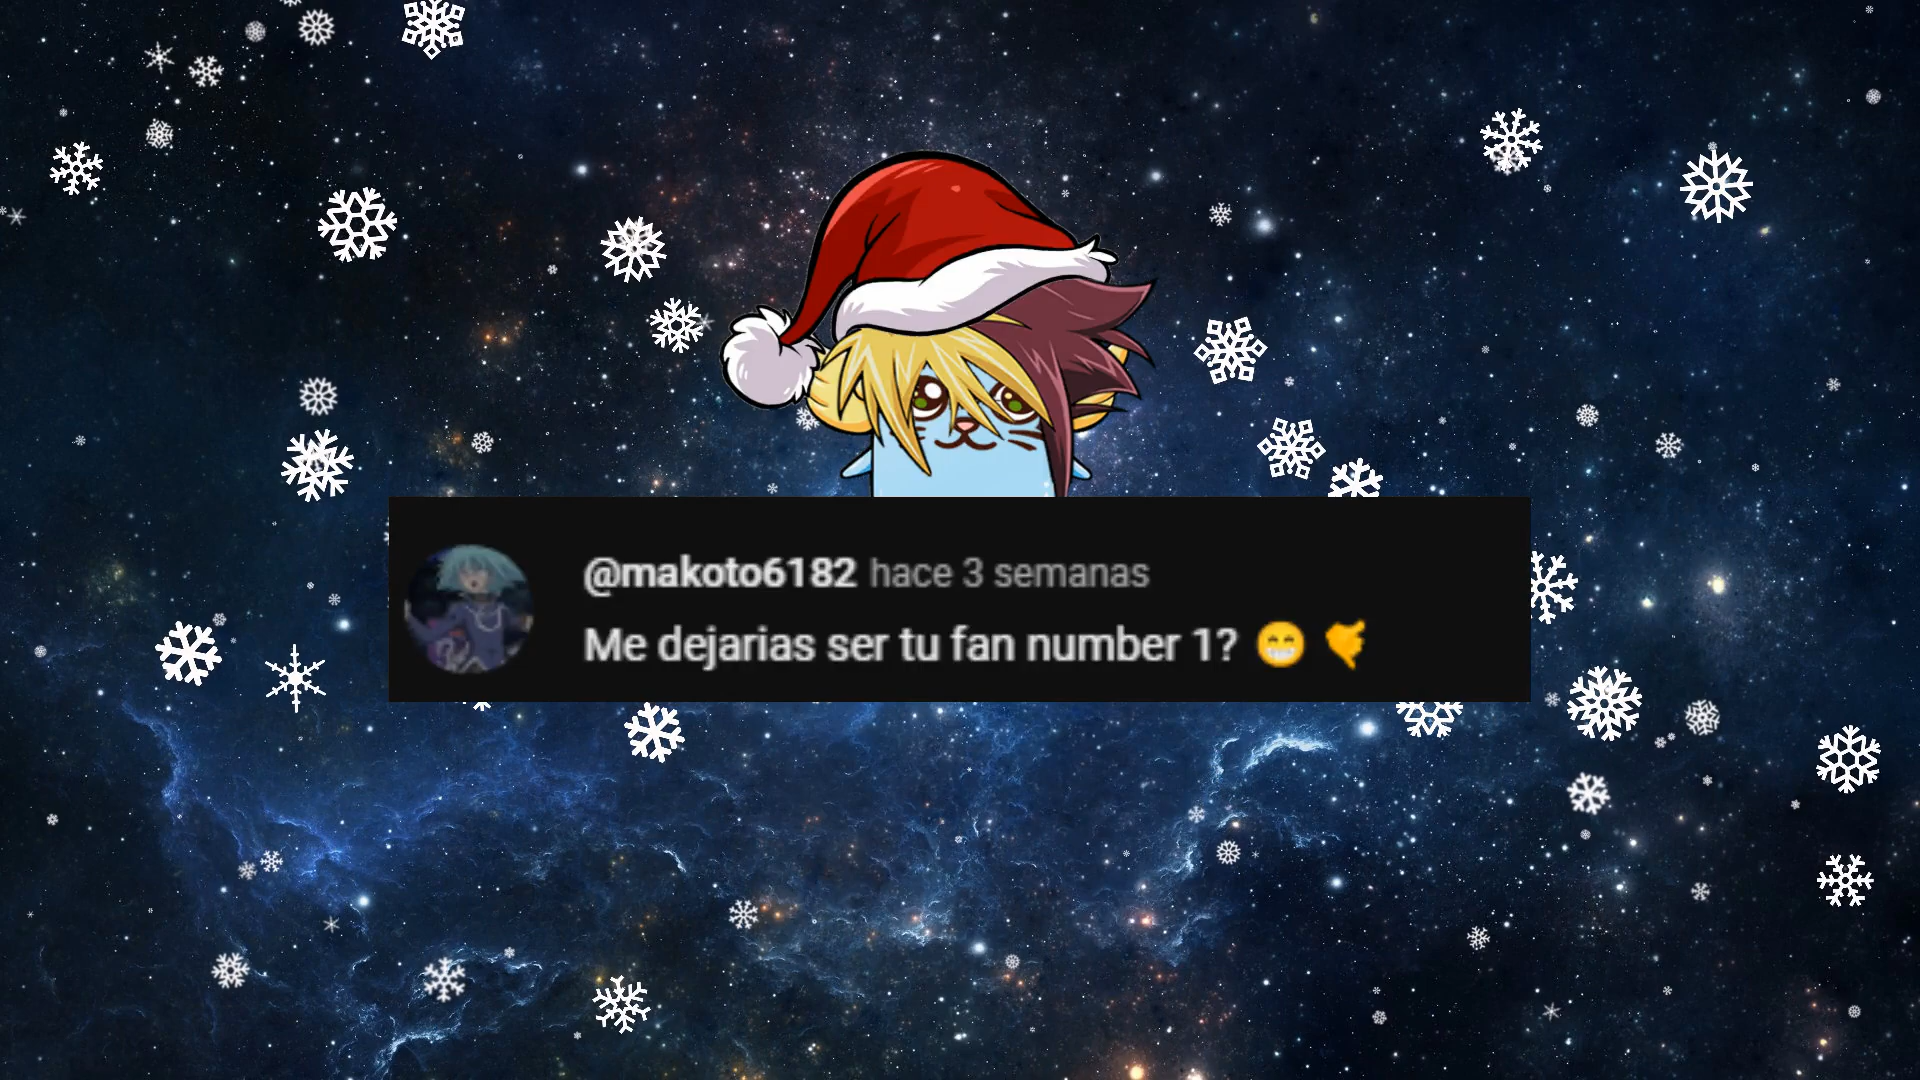 @makoto6182 hace 3 semanas
Me dejarias ser tu fan number 1? 😁 🤙